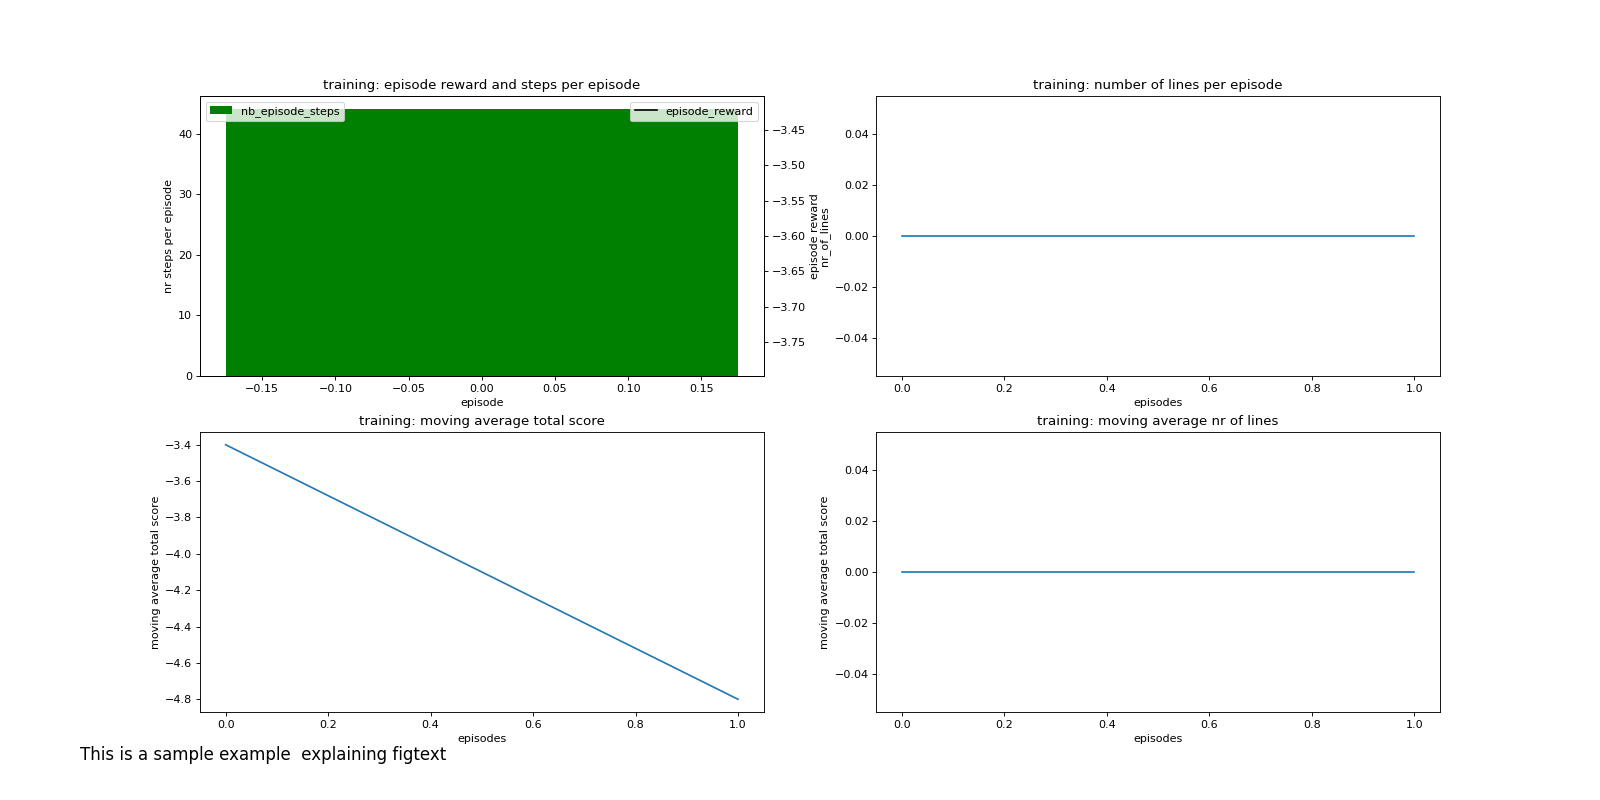 training: episode reward and steps per episode
nb_episode_steps
episode_reward
nr steps per episode
40
30
20
10
0
−3.45
−3.50
−3.55
−3.60
−3.65
−3.70
−3.75
episode reward
−0.15 −0.10 −0.05 0.00 0.05 0.10 0.15
episode
training: number of lines per episode
nr_of_lines
0.04
0.02
0.00
−0.02
−0.04
0.0 0.2 0.4 0.6 0.8 1.0
episodes
training: moving average total score
moving average total score
−3.4
−3.6
−3.8
−4.0
−4.2
−4.4
−4.6
−4.8
0.0 0.2 0.4 0.6 0.8 1.0
episodes
training: moving average nr of lines
moving average total score
0.04
0.02
0.00
−0.02
−0.04
0.0 0.2 0.4 0.6 0.8 1.0
episodes
This is a sample example  explaining figtext